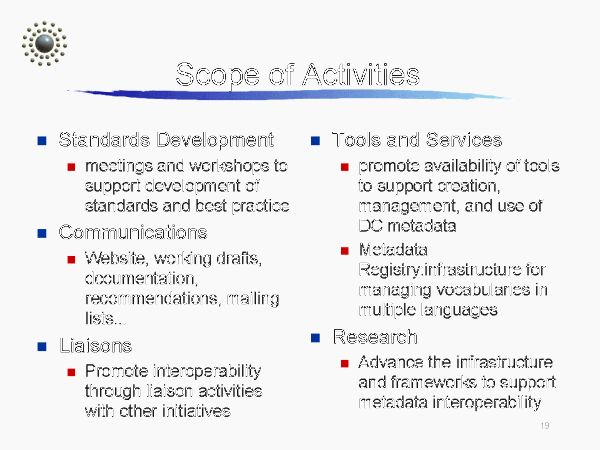 Scope of Activities
Standards Development
meetings and workshops to
support development of
standards and best practice
Communications
Website, working drafts,
documentation,
recommendations, mailing
lists...
Liaisons
Promote interoperability
through liaison activities
with other initiatives
Tools and Services
promote availability of tools
to support creation,
management, and use of
DC metadata
Metadata
Registry:infrastructure for
managing vocabularies in
multiple languages
Research
Advance the infrastructure
and frameworks to support
metadata interoperability
19